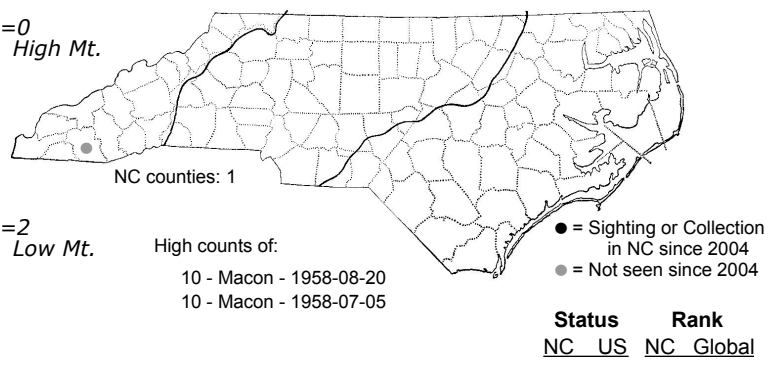 =0
High Mt.
NC counties: 1
=2
Low Mt.
High counts of:
10 - Macon - 1958-08-20
10 - Macon - 1958-07-05
● = Sighting or Collection
in NC since 2004
● = Not seen since 2004
Status Rank
NC US NC Global